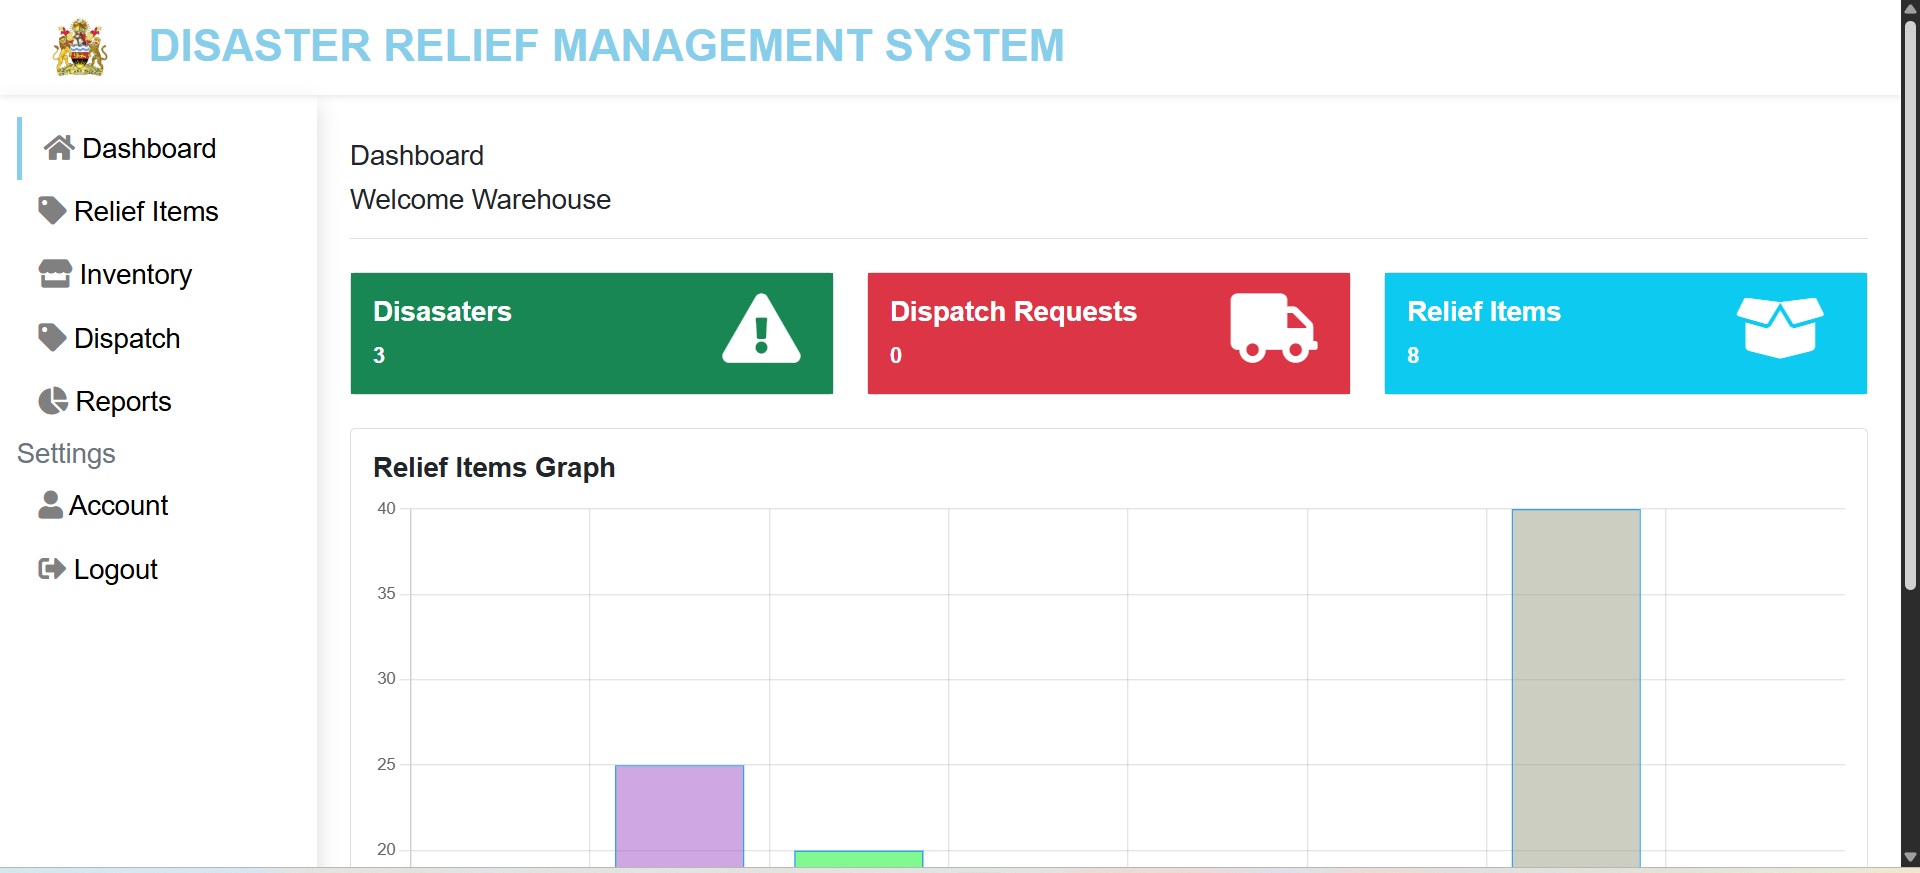 DISASTER RELIEF MANAGEMENT SYSTEM
Dashboard
Relief Items
Inventory
Dispatch
Reports
Settings
Account
Logout
Dashboard
Welcome Warehouse
Disasaters
3
Dispatch Requests
0
Relief Items
8
Relief Items Graph
40
35
30
25
20